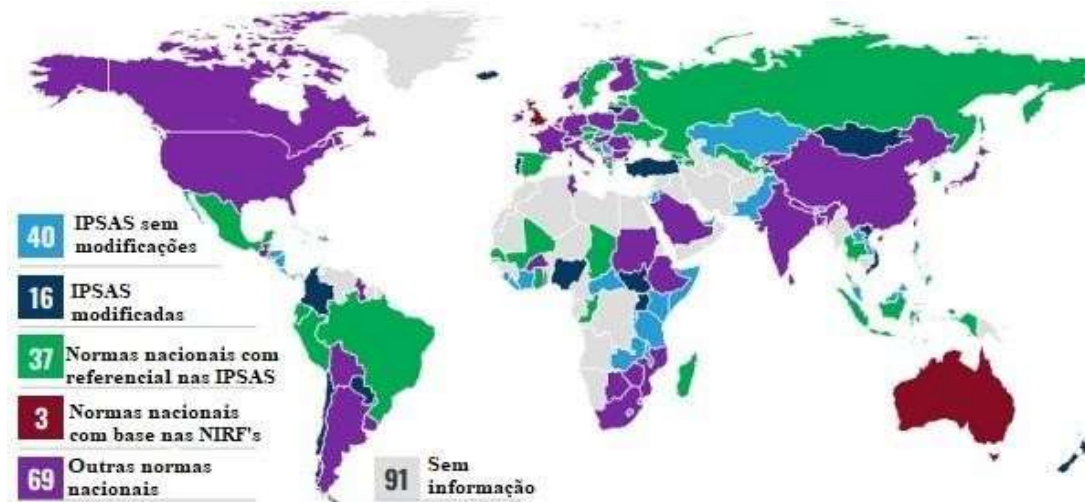 40 IPSAS sem
modificações
16 IPSAS
modificadas
37 Normas nacionais com
referencial nas IPSAS
3 Normas nacionais
com base nas NIRF's
69 Outras normas
nacionais
91 Sem
informação